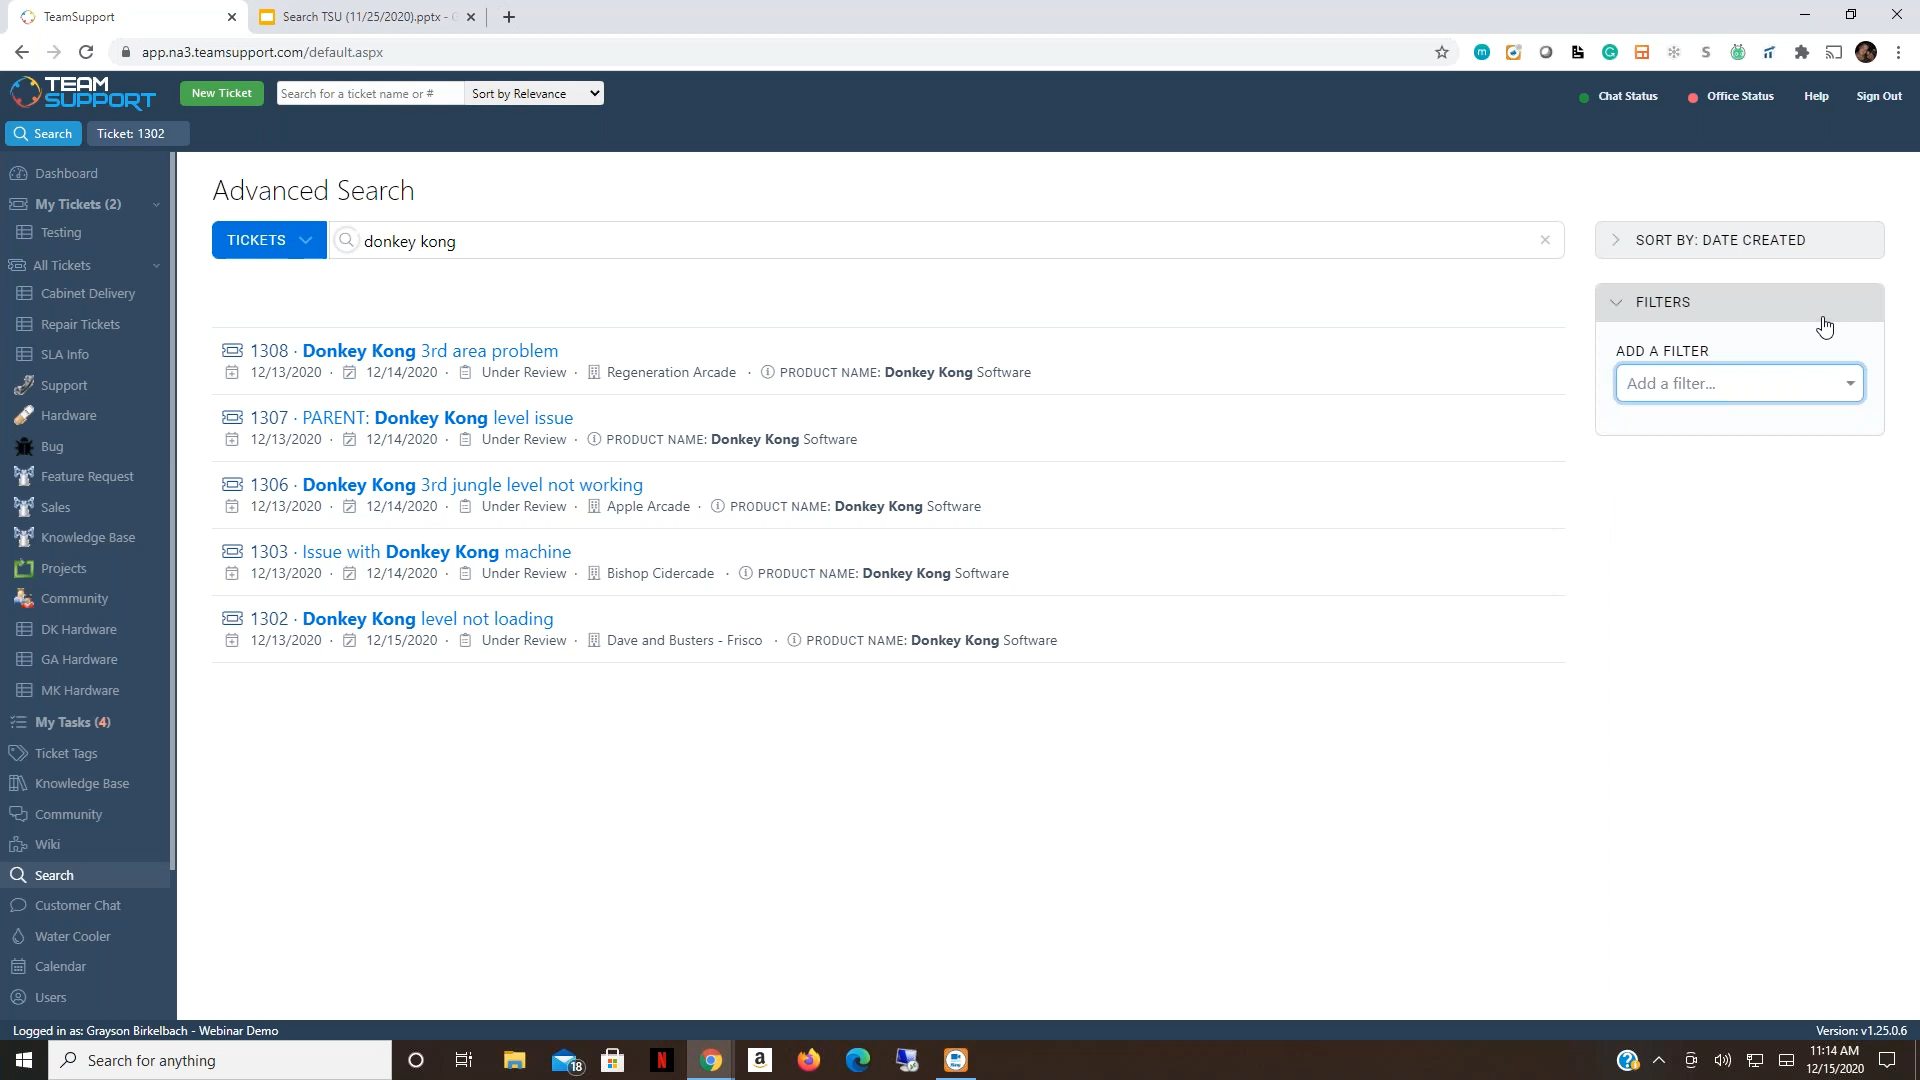 TeamSupport
Search TSU (11/25/2020).pptx - G
app.na3.teamsupport.com/default.aspx
TEAM SUPPORT
New Ticket
Search for a ticket name or #
Sort by Relevance
Chat Status
Office Status
Help
Sign Out
Search
Ticket: 1302
Dashboard
My Tickets (2)
Testing
All Tickets
Cabinet Delivery
Repair Tickets
SLA Info
Support
Hardware
Bug
Feature Request
Sales
Knowledge Base
Projects
Community
DK Hardware
GA Hardware
MK Hardware
My Tasks (4)
Ticket Tags
Knowledge Base
Community
Wiki
Search
Customer Chat
Water Cooler
Calendar
Users
Advanced Search
TICKETS
donkey kong
1308 · Donkey Kong 3rd area problem
12/13/2020 · 12/14/2020 · Under Review · Regeneration Arcade · PRODUCT NAME: Donkey Kong Software
1307 · PARENT: Donkey Kong level issue
12/13/2020 · 12/14/2020 · Under Review · PRODUCT NAME: Donkey Kong Software
1306 · Donkey Kong 3rd jungle level not working
12/13/2020 · 12/14/2020 · Under Review · Apple Arcade · PRODUCT NAME: Donkey Kong Software
1303 · Issue with Donkey Kong machine
12/13/2020 · 12/14/2020 · Under Review · Bishop Cidercade · PRODUCT NAME: Donkey Kong Software
1302 · Donkey Kong level not loading
12/13/2020 · 12/15/2020 · Under Review · Dave and Busters - Frisco · PRODUCT NAME: Donkey Kong Software
SORT BY: DATE CREATED
FILTERS
ADD A FILTER
Add a filter...
Logged in as: Grayson Birkelbach - Webinar Demo
Version: v1.25.0.6
Search for anything
18
11:14 AM
12/15/2020